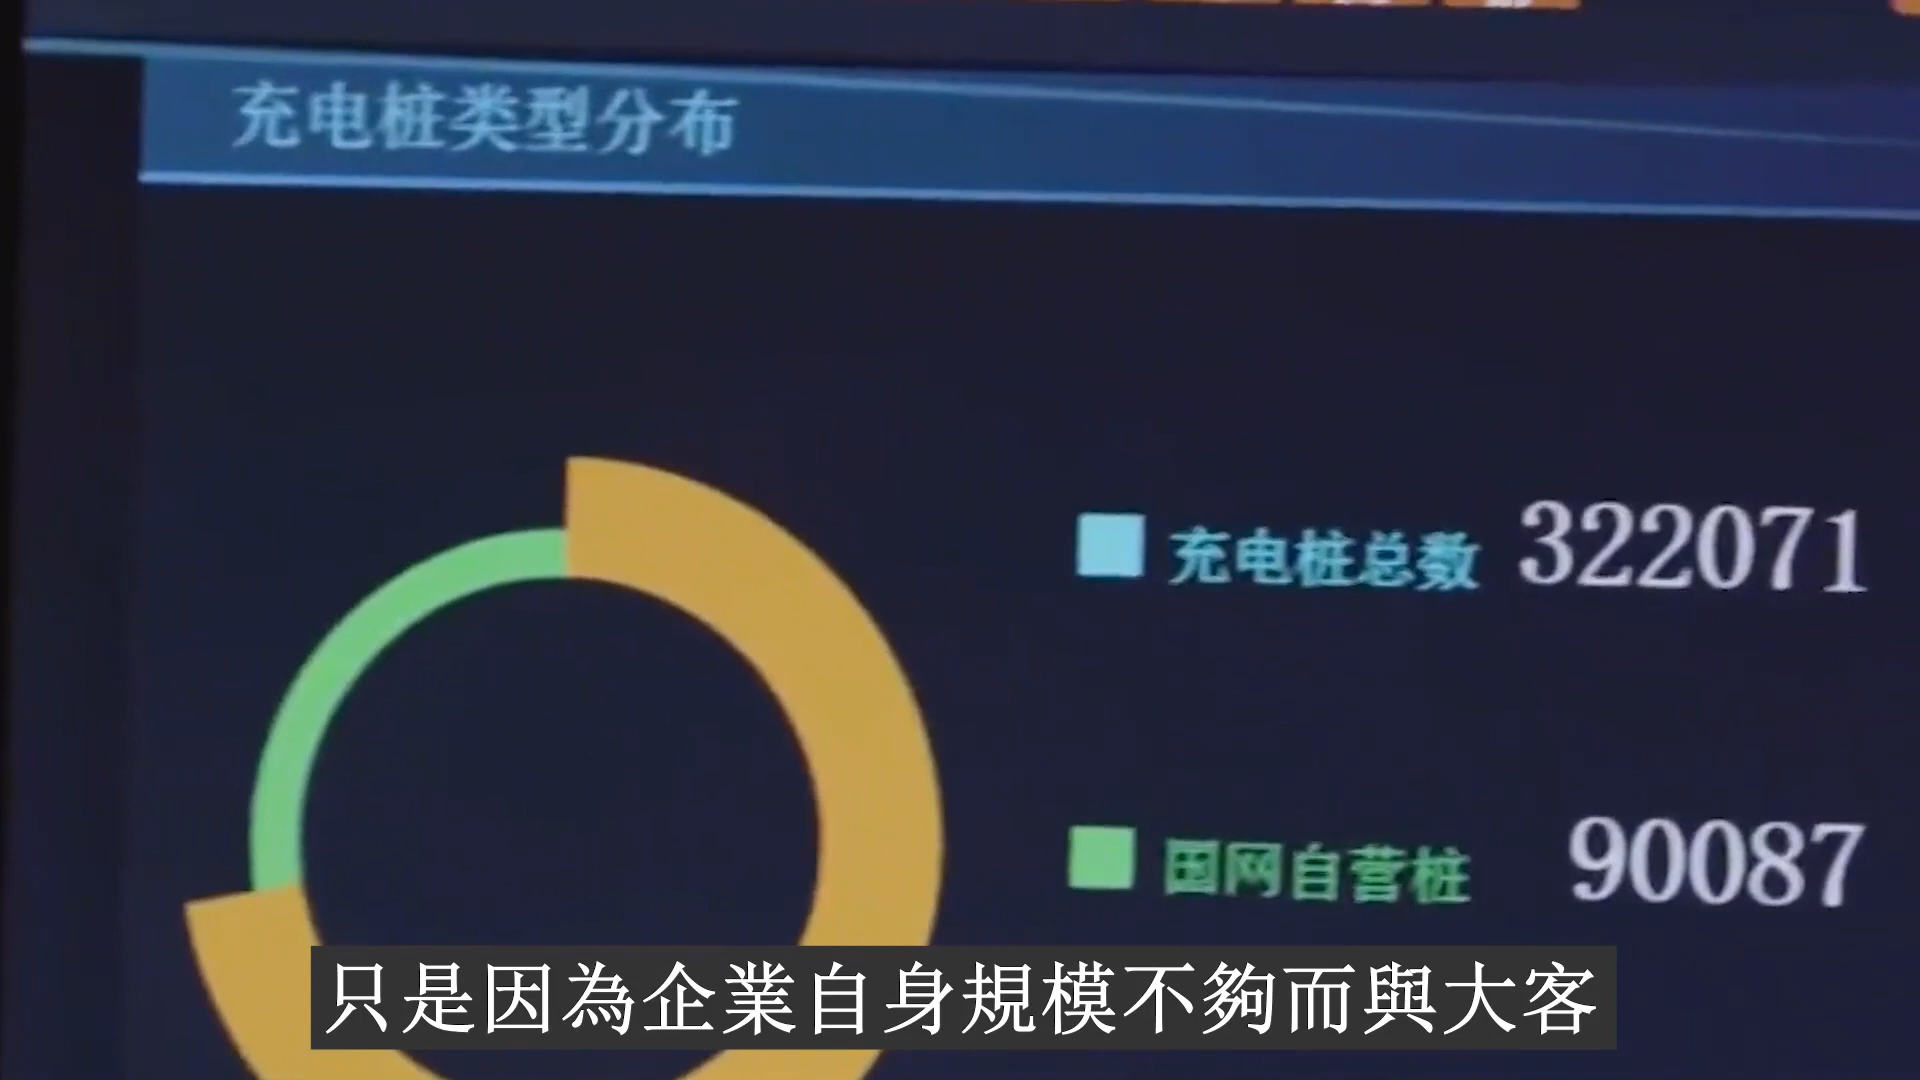 充电桩类型分布
充电桩总数 322071
国网自营桩 90087
只是因為企業自身規模不夠而與大客